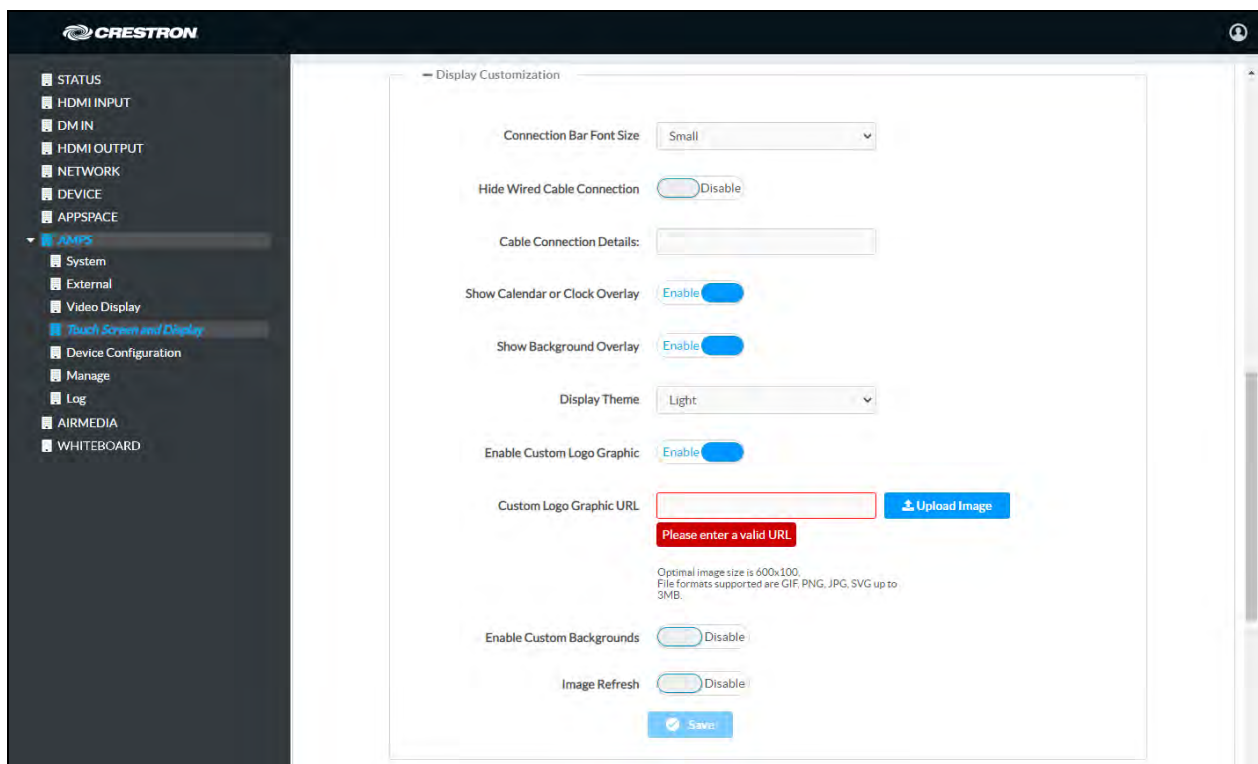 CRESTRON
STATUS
HDMI INPUT
DM IN
HDMI OUTPUT
NETWORK
DEVICE
APPSPACE
AMPS
System
External
Video Display
Touch Screen and Display
Device Configuration
Manage
Log
AIRMEDIA
WHITEBOARD
Display Customization
Connection Bar Font Size Small
Hide Wired Cable Connection Disable
Cable Connection Details:
Show Calendar or Clock Overlay Enable
Show Background Overlay Enable
Display Theme Light
Enable Custom Logo Graphic Enable
Custom Logo Graphic URL Upload Image
Please enter a valid URL
Optimal image size is 600x100,
File formats supported are GIF, PNG, JPG, SVG up to
3MB.
Enable Custom Backgrounds Disable
Image Refresh Disable
Save